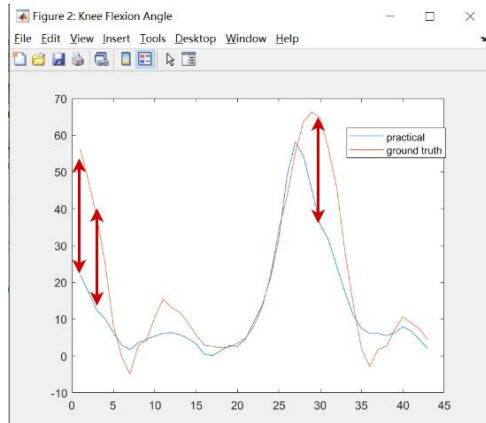 Figure 2: Knee Flexion Angle
File Edit View Insert Tools Desktop Window Help
70
60
50
40
30
20
10
0
-10
practical
ground truth
0 5 10 15 20 25 30 35 40 45